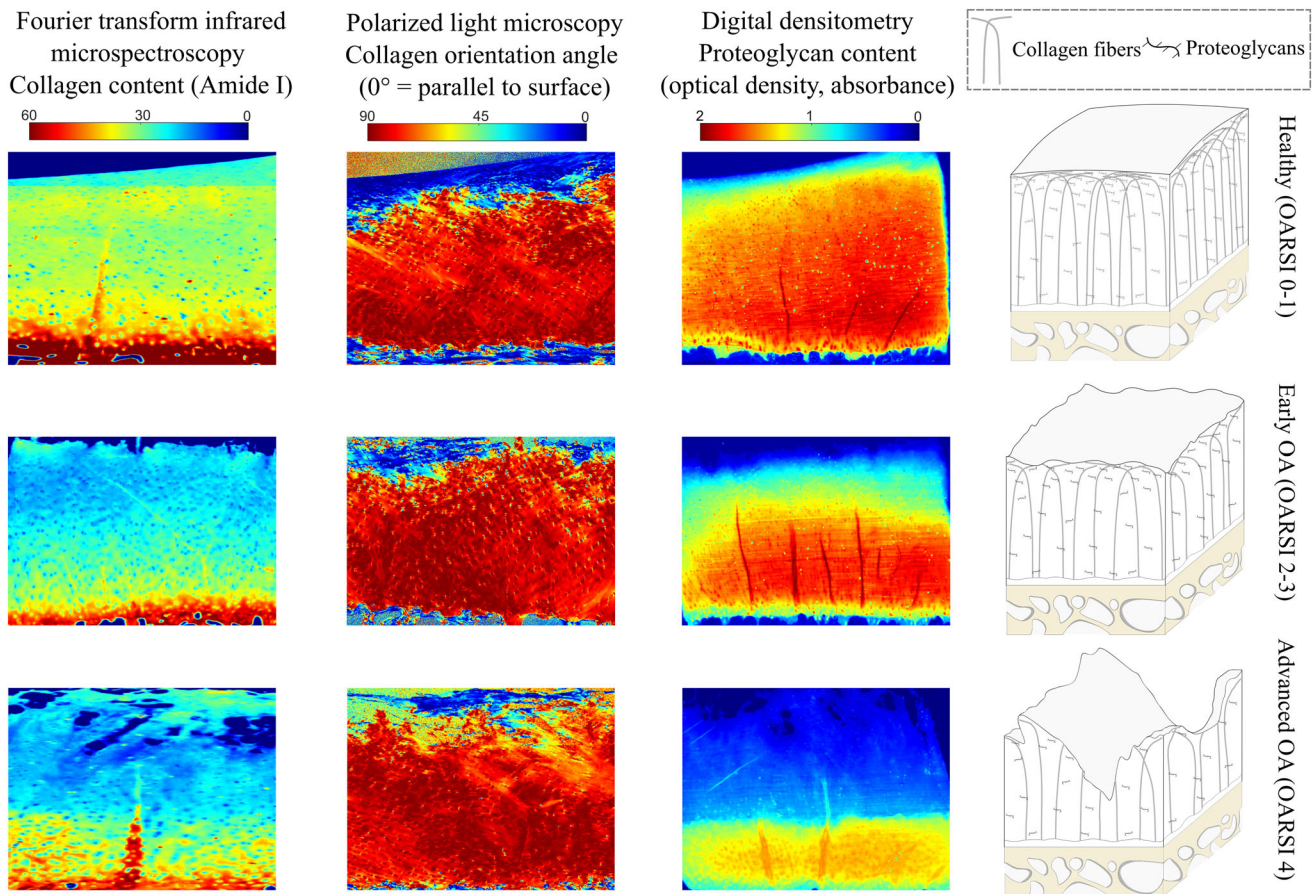 Fourier transform infrared
microspectroscopy
Collagen content (Amide I)
60 30 0
Polarized light microscopy
Collagen orientation angle
(0° = parallel to surface)
90 45 0
Digital densitometry
Proteoglycan content
(optical density, absorbance)
2 1 0
Collagen fibers Proteoglycans
Healthy (OARSI 0-1)
Early OA (OARSI 2-3)
Advanced OA (OARSI 4)